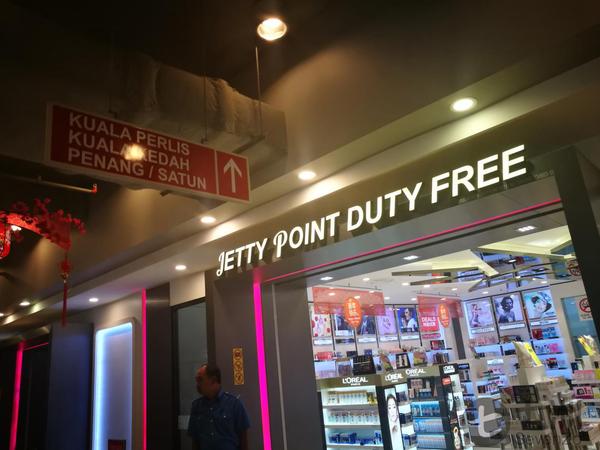 KUALA PERLIS
KUALA KEDAH
PENANG / SATUN
JETTY POINT DUTY FREE
DEALS
L'ORÉAL
L'ORÉAL